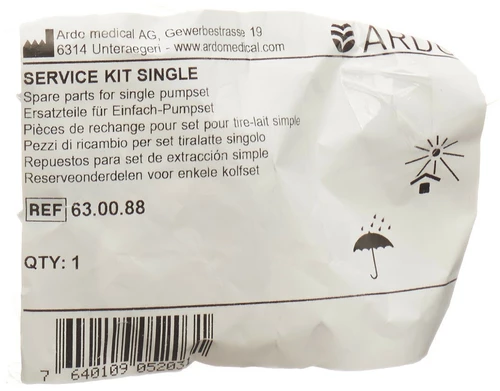 Ardo medical AG, Gewerbestrasse 19
6314 Unteraegeri - www.ardomedical.com
ARDO
SERVICE KIT SINGLE
Spare parts for single pumpset
Ersatzteile für Einfach-Pumpset
Pièces de rechange pour set pour tire-lait simple
Pezzi di ricambio per set tiralatte singolo
Repuestos para set de extracción simple
Reserveonderdelen voor enkele kolfset
REF 63.00.88
QTY: 1
7 640109 05203